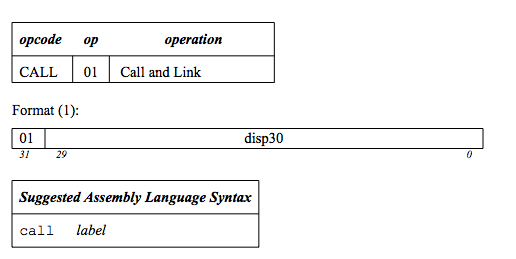 opcode op operation
CALL 01 Call and Link
Format (1):
01 disp30
31 29 0
Suggested Assembly Language Syntax
call label